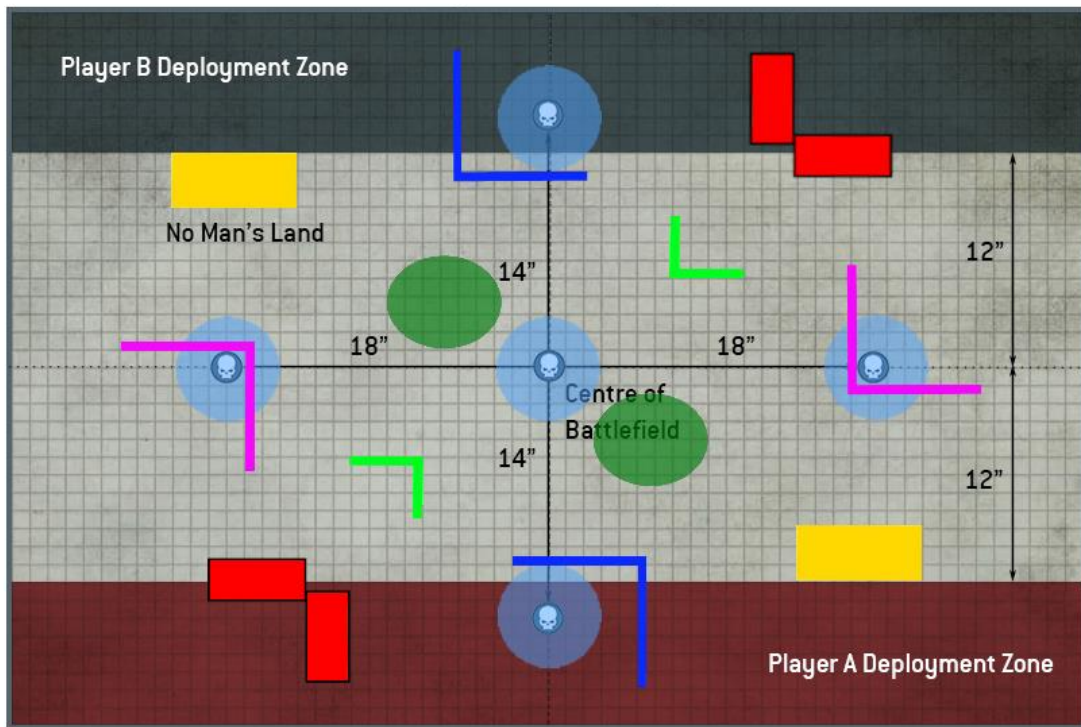 Player B Deployment Zone
No Man's Land
12”
14”
18”
18”
Centre of
Battlefield
14”
12”
Player A Deployment Zone